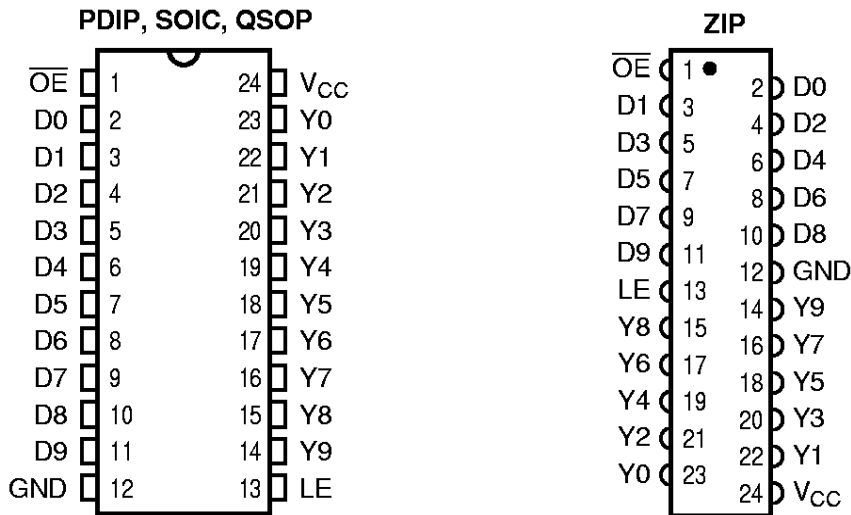 PDIP, SOIC, QSOP
O̅E̅ 1 24 VCC
D0 2 23 Y0
D1 3 22 Y1
D2 4 21 Y2
D3 5 20 Y3
D4 6 19 Y4
D5 7 18 Y5
D6 8 17 Y6
D7 9 16 Y7
D8 10 15 Y8
D9 11 14 Y9
GND 12 13 LE
ZIP
O̅E̅ 1
2 D0
D1 3
4 D2
D3 5
6 D4
D5 7
8 D6
D7 9
10 D8
D9 11
12 GND
LE 13
14 Y9
Y8 15
16 Y7
Y6 17
18 Y5
Y4 19
20 Y3
Y2 21
22 Y1
Y0 23
24 VCC